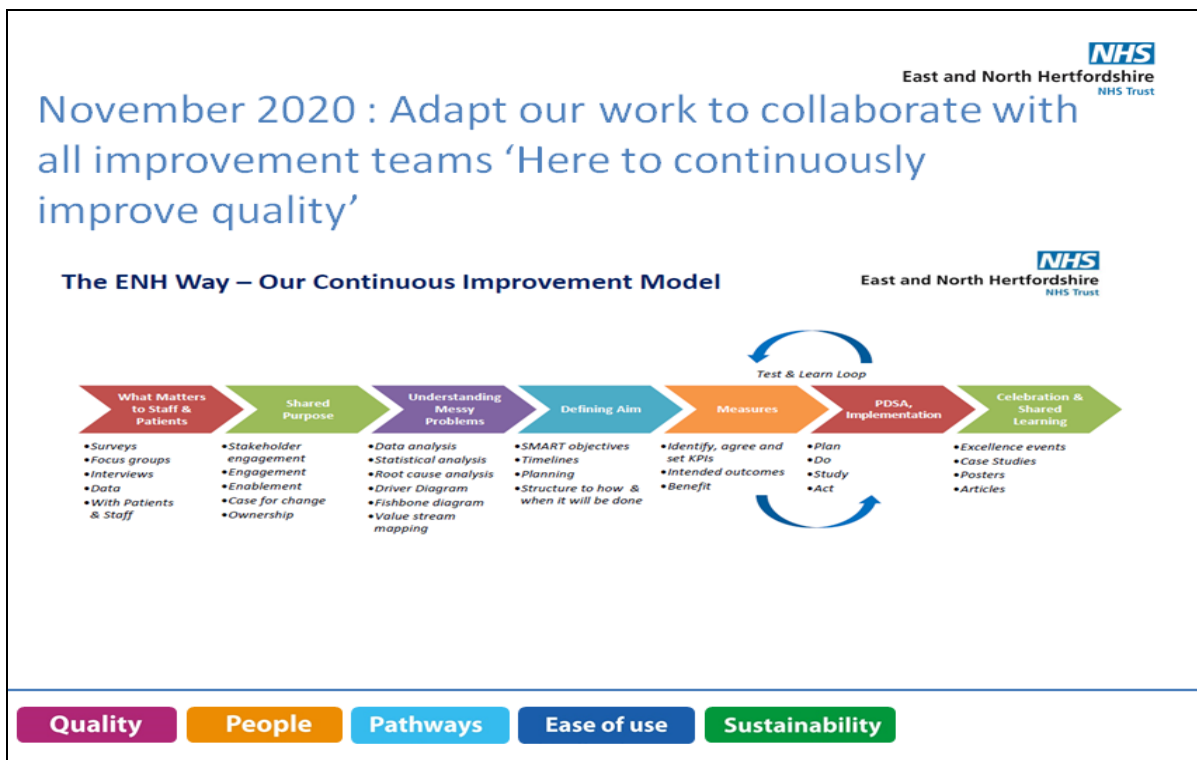 NHS
East and North Hertfordshire
NHS Trust
November 2020 : Adapt our work to collaborate with
all improvement teams ‘Here to continuously
improve quality’
The ENH Way – Our Continuous Improvement Model
NHS
East and North Hertfordshire
NHS Trust
Test & Learn Loop
What Matters
to Staff &
Patients
•Surveys
•Focus groups
•Interviews
•Data
•With Patients
& Staff
Shared
Purpose
•Stakeholder
engagement
•Engagement
•Enablement
•Case for change
•Ownership
Understanding
Messy
Problems
•Data analysis
•Statistical analysis
•Root cause analysis
•Driver Diagram
•Fishbone diagram
•Value stream
mapping
Defining Aim
•SMART objectives
•Timelines
•Planning
•Structure to how &
when it will be done
Measures
•Identify, agree and
set KPIs
•Intended outcomes
•Benefit
PDSA,
Implementation
•Plan
•Do
•Study
•Act
Celebration &
Shared
Learning
•Excellence events
•Case Studies
•Posters
•Articles
Quality
People
Pathways
Ease of use
Sustainability